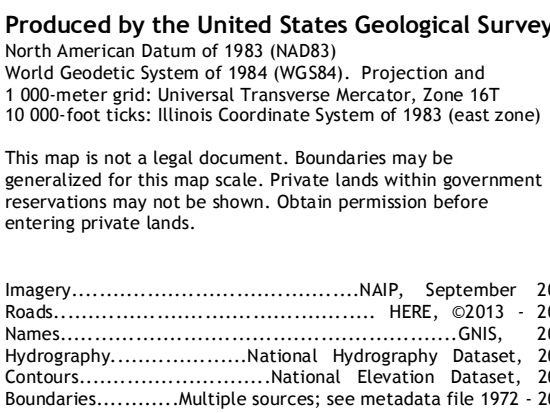 Produced by the United States Geological Survey
North American Datum of 1983 (NAD83)
World Geodetic System of 1984 (WGS84). Projection and
1 000-meter grid: Universal Transverse Mercator, Zone 16T
10 000-foot ticks: Illinois Coordinate System of 1983 (east zone)
This map is not a legal document. Boundaries may be
generalized for this map scale. Private lands within government
reservations may not be shown. Obtain permission before
entering private lands.
Imagery....................................NAIP, September
Roads........................................ HERE, ©2013 -
Names..................................................GNIS,
Hydrography....................National Hydrography Dataset,
Contours........................National Elevation Dataset,
Boundaries...........Multiple sources; see metadata file 1972 -